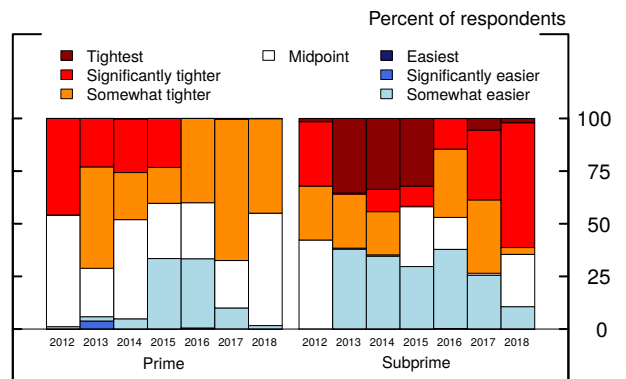 Percent of respondents
Tightest Midpoint Easiest
Significantly tighter Significantly easier
Somewhat tighter Somewhat easier
100
75
50
25
0
2012 2013 2014 2015 2016 2017 2018 2012 2013 2014 2015 2016 2017 2018
Prime Subprime